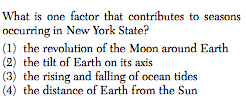 What is one factor that contributes to seasons
occurring in New York State?
(1) the revolution of the Moon around Earth
(2) the tilt of Earth on its axis
(3) the rising and falling of ocean tides
(4) the distance of Earth from the Sun